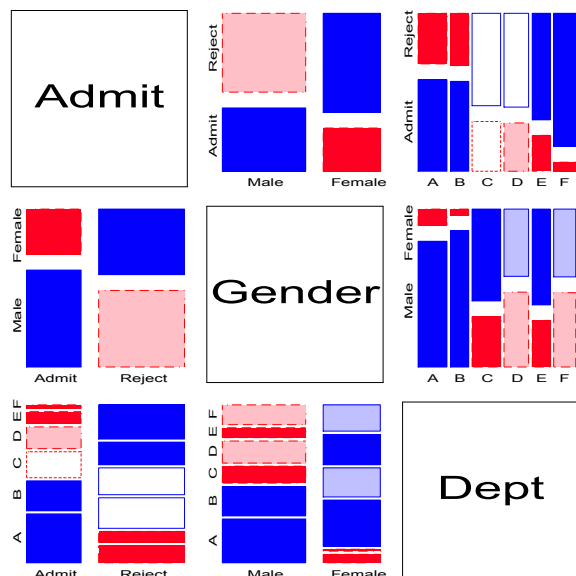 Admit
Reject
Admit
Male Female
Reject
Admit
A B C D E F
Female
Male
Admit Reject
Gender
Female
Male
A B C D E F
F
E
D
C
B
A
Admit Reject
F
E
D
C
B
A
Male Female
Dept